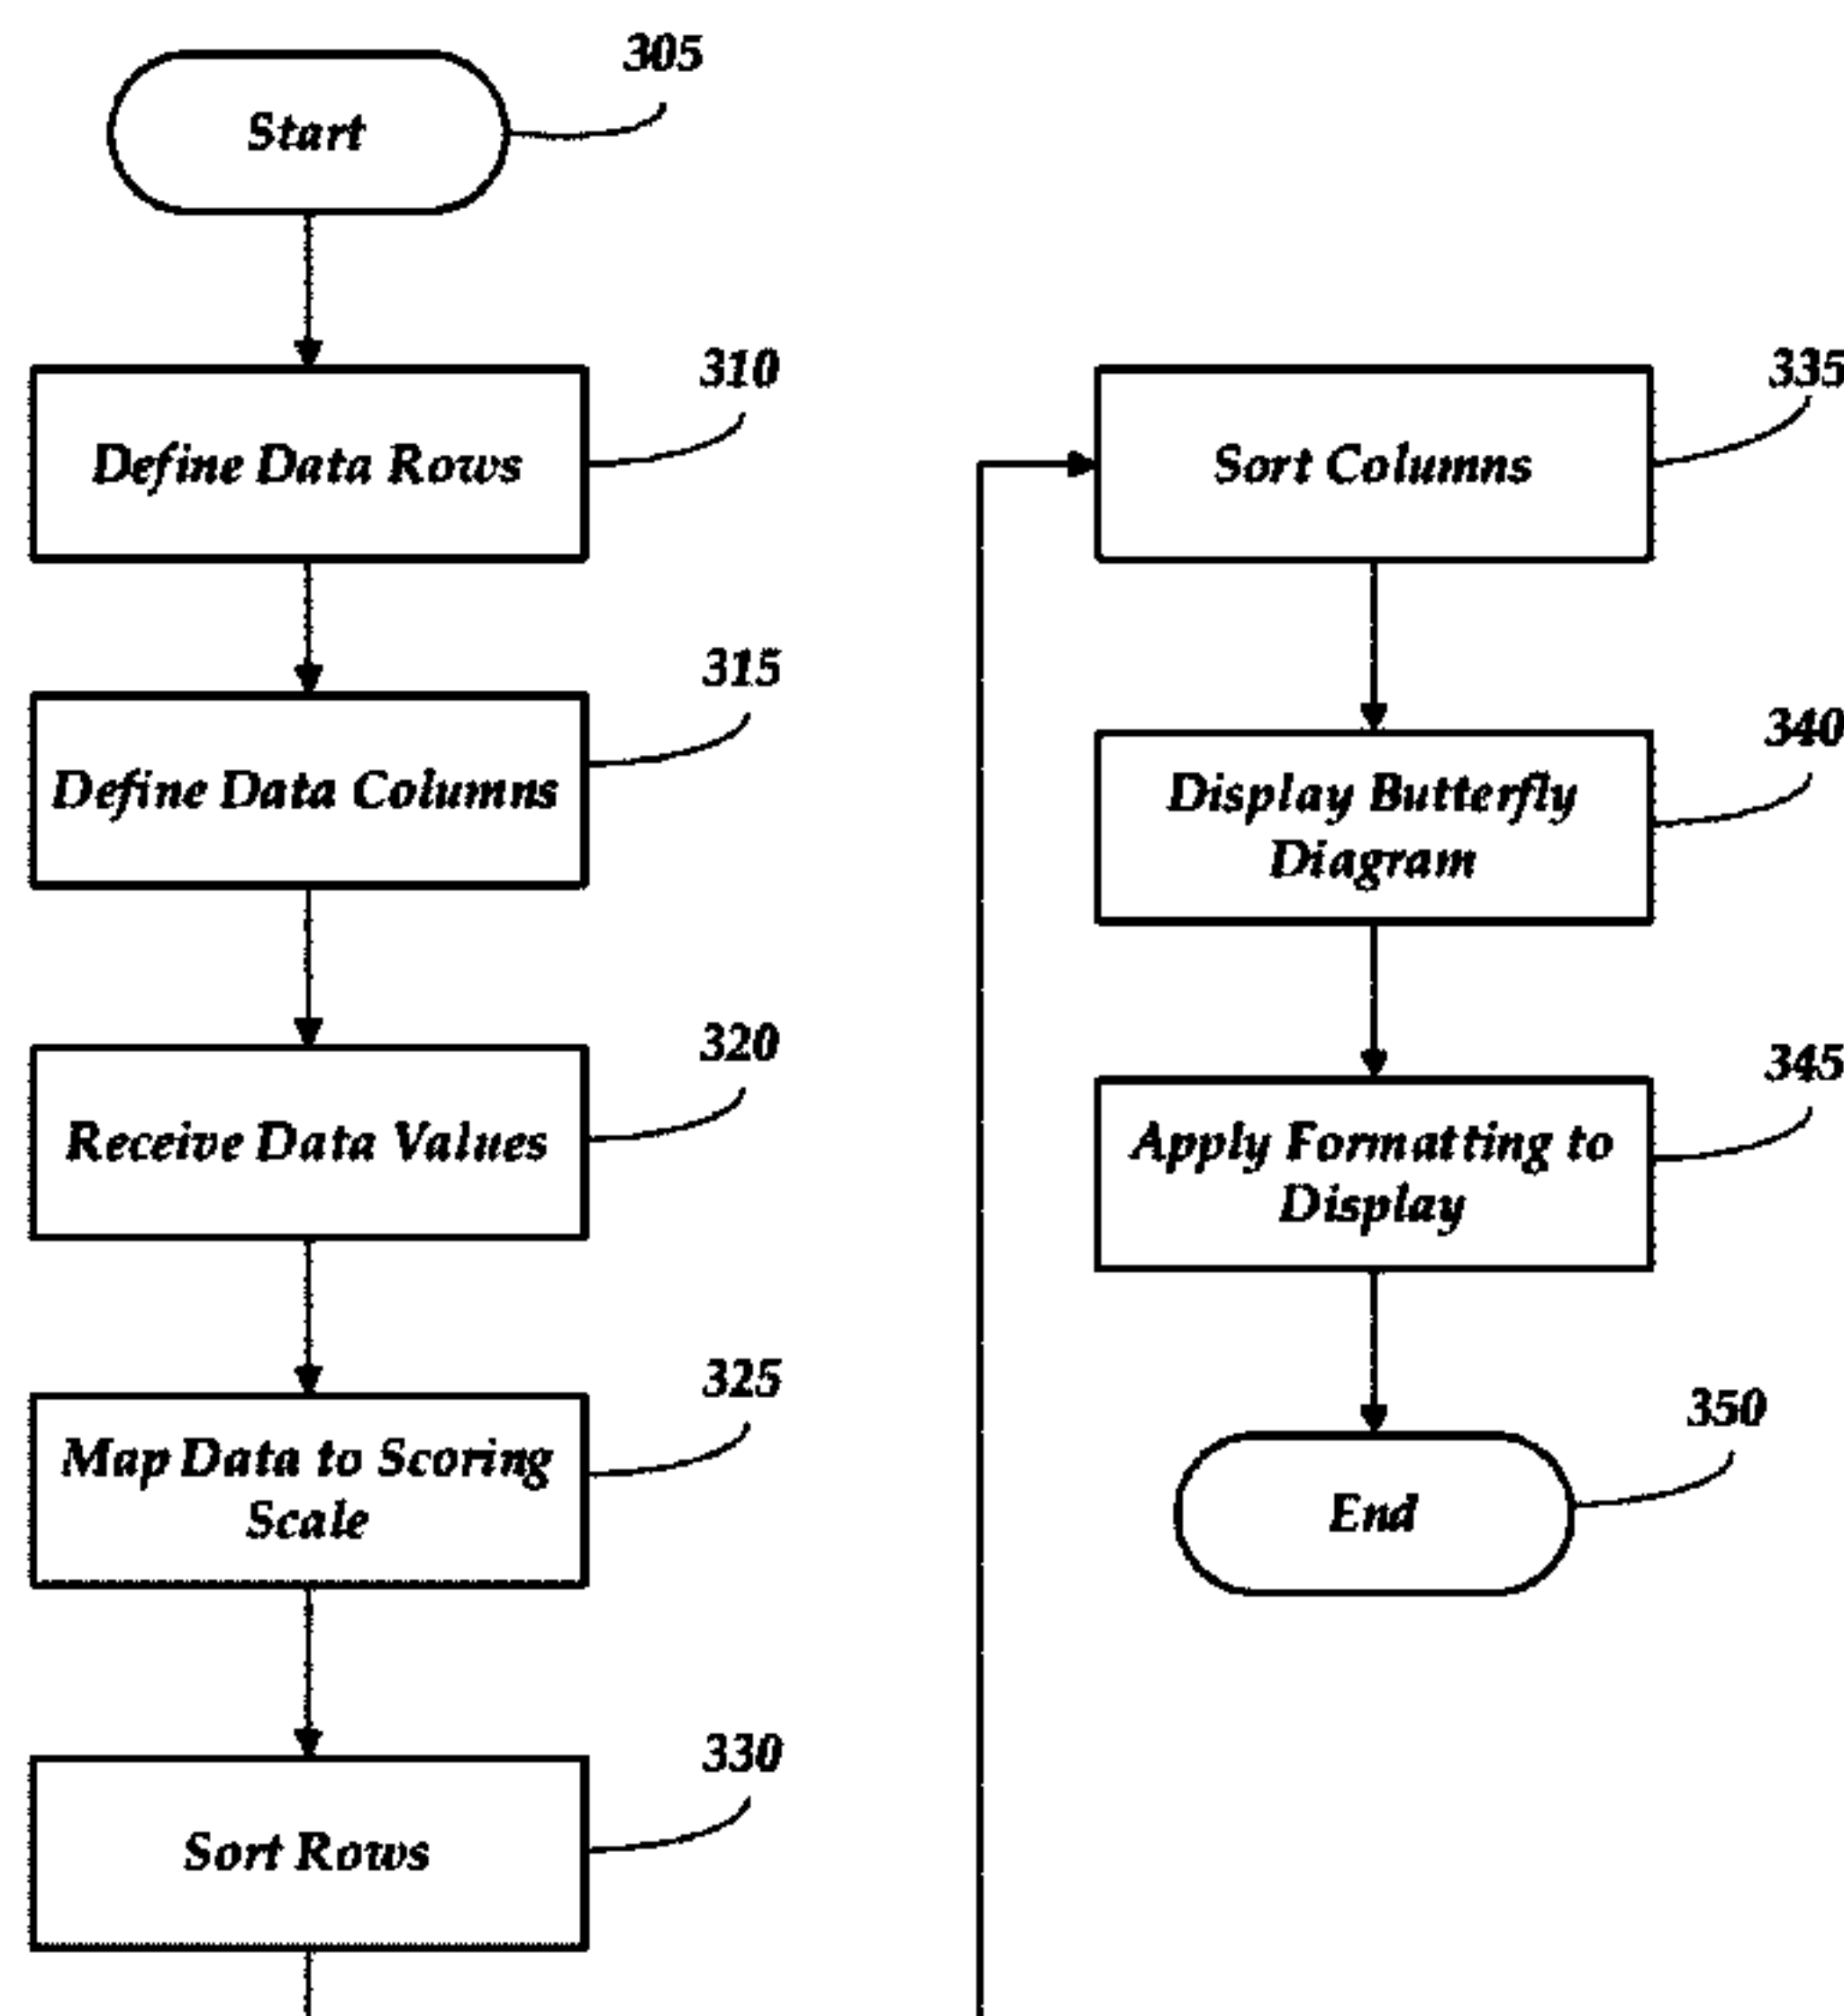 305
Start
310
Define Data Rows
315
Define Data Columns
320
Receive Data Values
325
Map Data to Scoring
Scale
330
Sort Rows
335
Sort Columns
340
Display Butterfly
Diagram
345
Apply Formatting to
Display
350
End